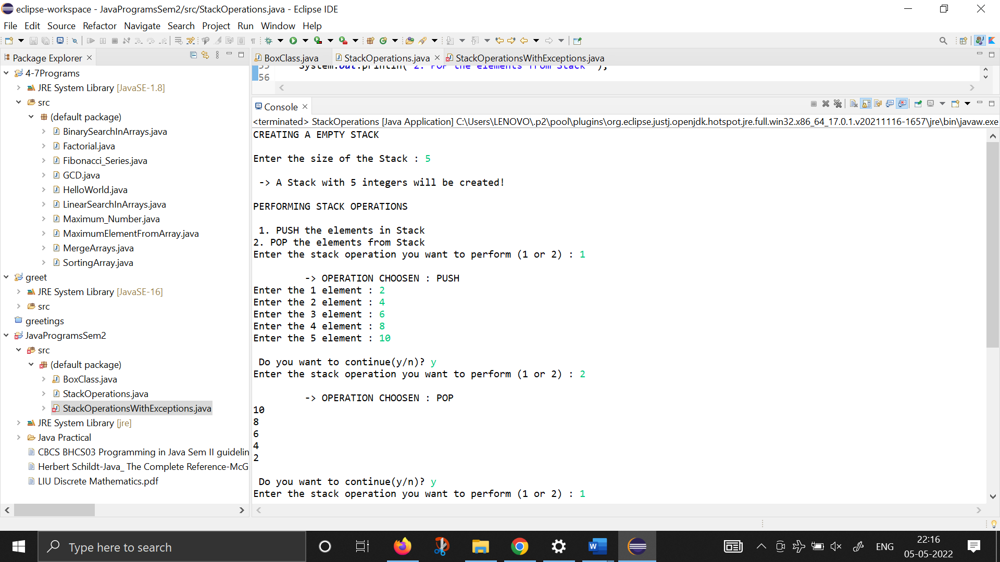 eclipse-workspace - JavaProgramsSem2/src/StackOperations.java - Eclipse IDE
File Edit Source Refactor Navigate Search Project Run Window Help
Package Explorer
4-7Programs
JRE System Library [JavaSE-1.8]
src
(default package)
BinarySearchInArrays.java
Factorial.java
Fibonacci_Series.java
GCD.java
HelloWorld.java
LinearSearchInArrays.java
Maximum_Number.java
MaximumElementFromArray.java
MergeArrays.java
SortingArray.java
greet
JRE System Library [JavaSE-16]
src
greetings
JavaProgramsSem2
src
(default package)
BoxClass.java
StackOperations.java
StackOperationsWithExceptions.java
JRE System Library [jre]
Java Practical
CBCS BHCS03 Programming in Java Sem II guidelin
Herbert Schildt-Java_ The Complete Reference-McG
LIU Discrete Mathematics.pdf
BoxClass.java StackOperations.java StackOperationsWithExceptions.java
55 System.out.println("2. POP the elements from Stack" );
56
Console
<terminated> StackOperations [Java Application] C:\Users\LENOVO\.p2\pool\plugins\org.eclipse.justj.openjdk.hotspot.jre.full.win32.x86_64_17.0.1.v20211116-1657\jre\bin\javaw.exe
CREATING A EMPTY STACK
Enter the size of the Stack : 5
-> A Stack with 5 integers will be created!
PERFORMING STACK OPERATIONS
1. PUSH the elements in Stack
2. POP the elements from Stack
Enter the stack operation you want to perform (1 or 2) : 1
-> OPERATION CHOOSEN : PUSH
Enter the 1 element : 2
Enter the 2 element : 4
Enter the 3 element : 6
Enter the 4 element : 8
Enter the 5 element : 10
Do you want to continue(y/n)? y
Enter the stack operation you want to perform (1 or 2) : 2
-> OPERATION CHOOSEN : POP
10
8
6
4
2
Do you want to continue(y/n)? y
Enter the stack operation you want to perform (1 or 2) : 1
Type here to search
W
ENG
22:16
05-05-2022